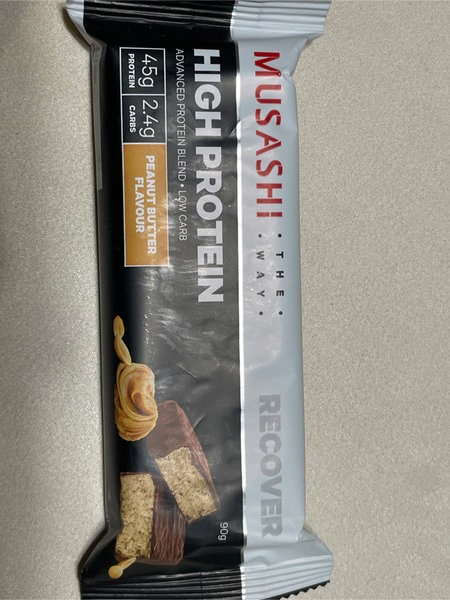 MUSASHI
• THE •
• WAY •
RECOVER
HIGH PROTEIN
ADVANCED PROTEIN BLEND • LOW CARB
45g
PROTEIN
2.4g
CARBS
PEANUT BUTTER
FLAVOUR
90g